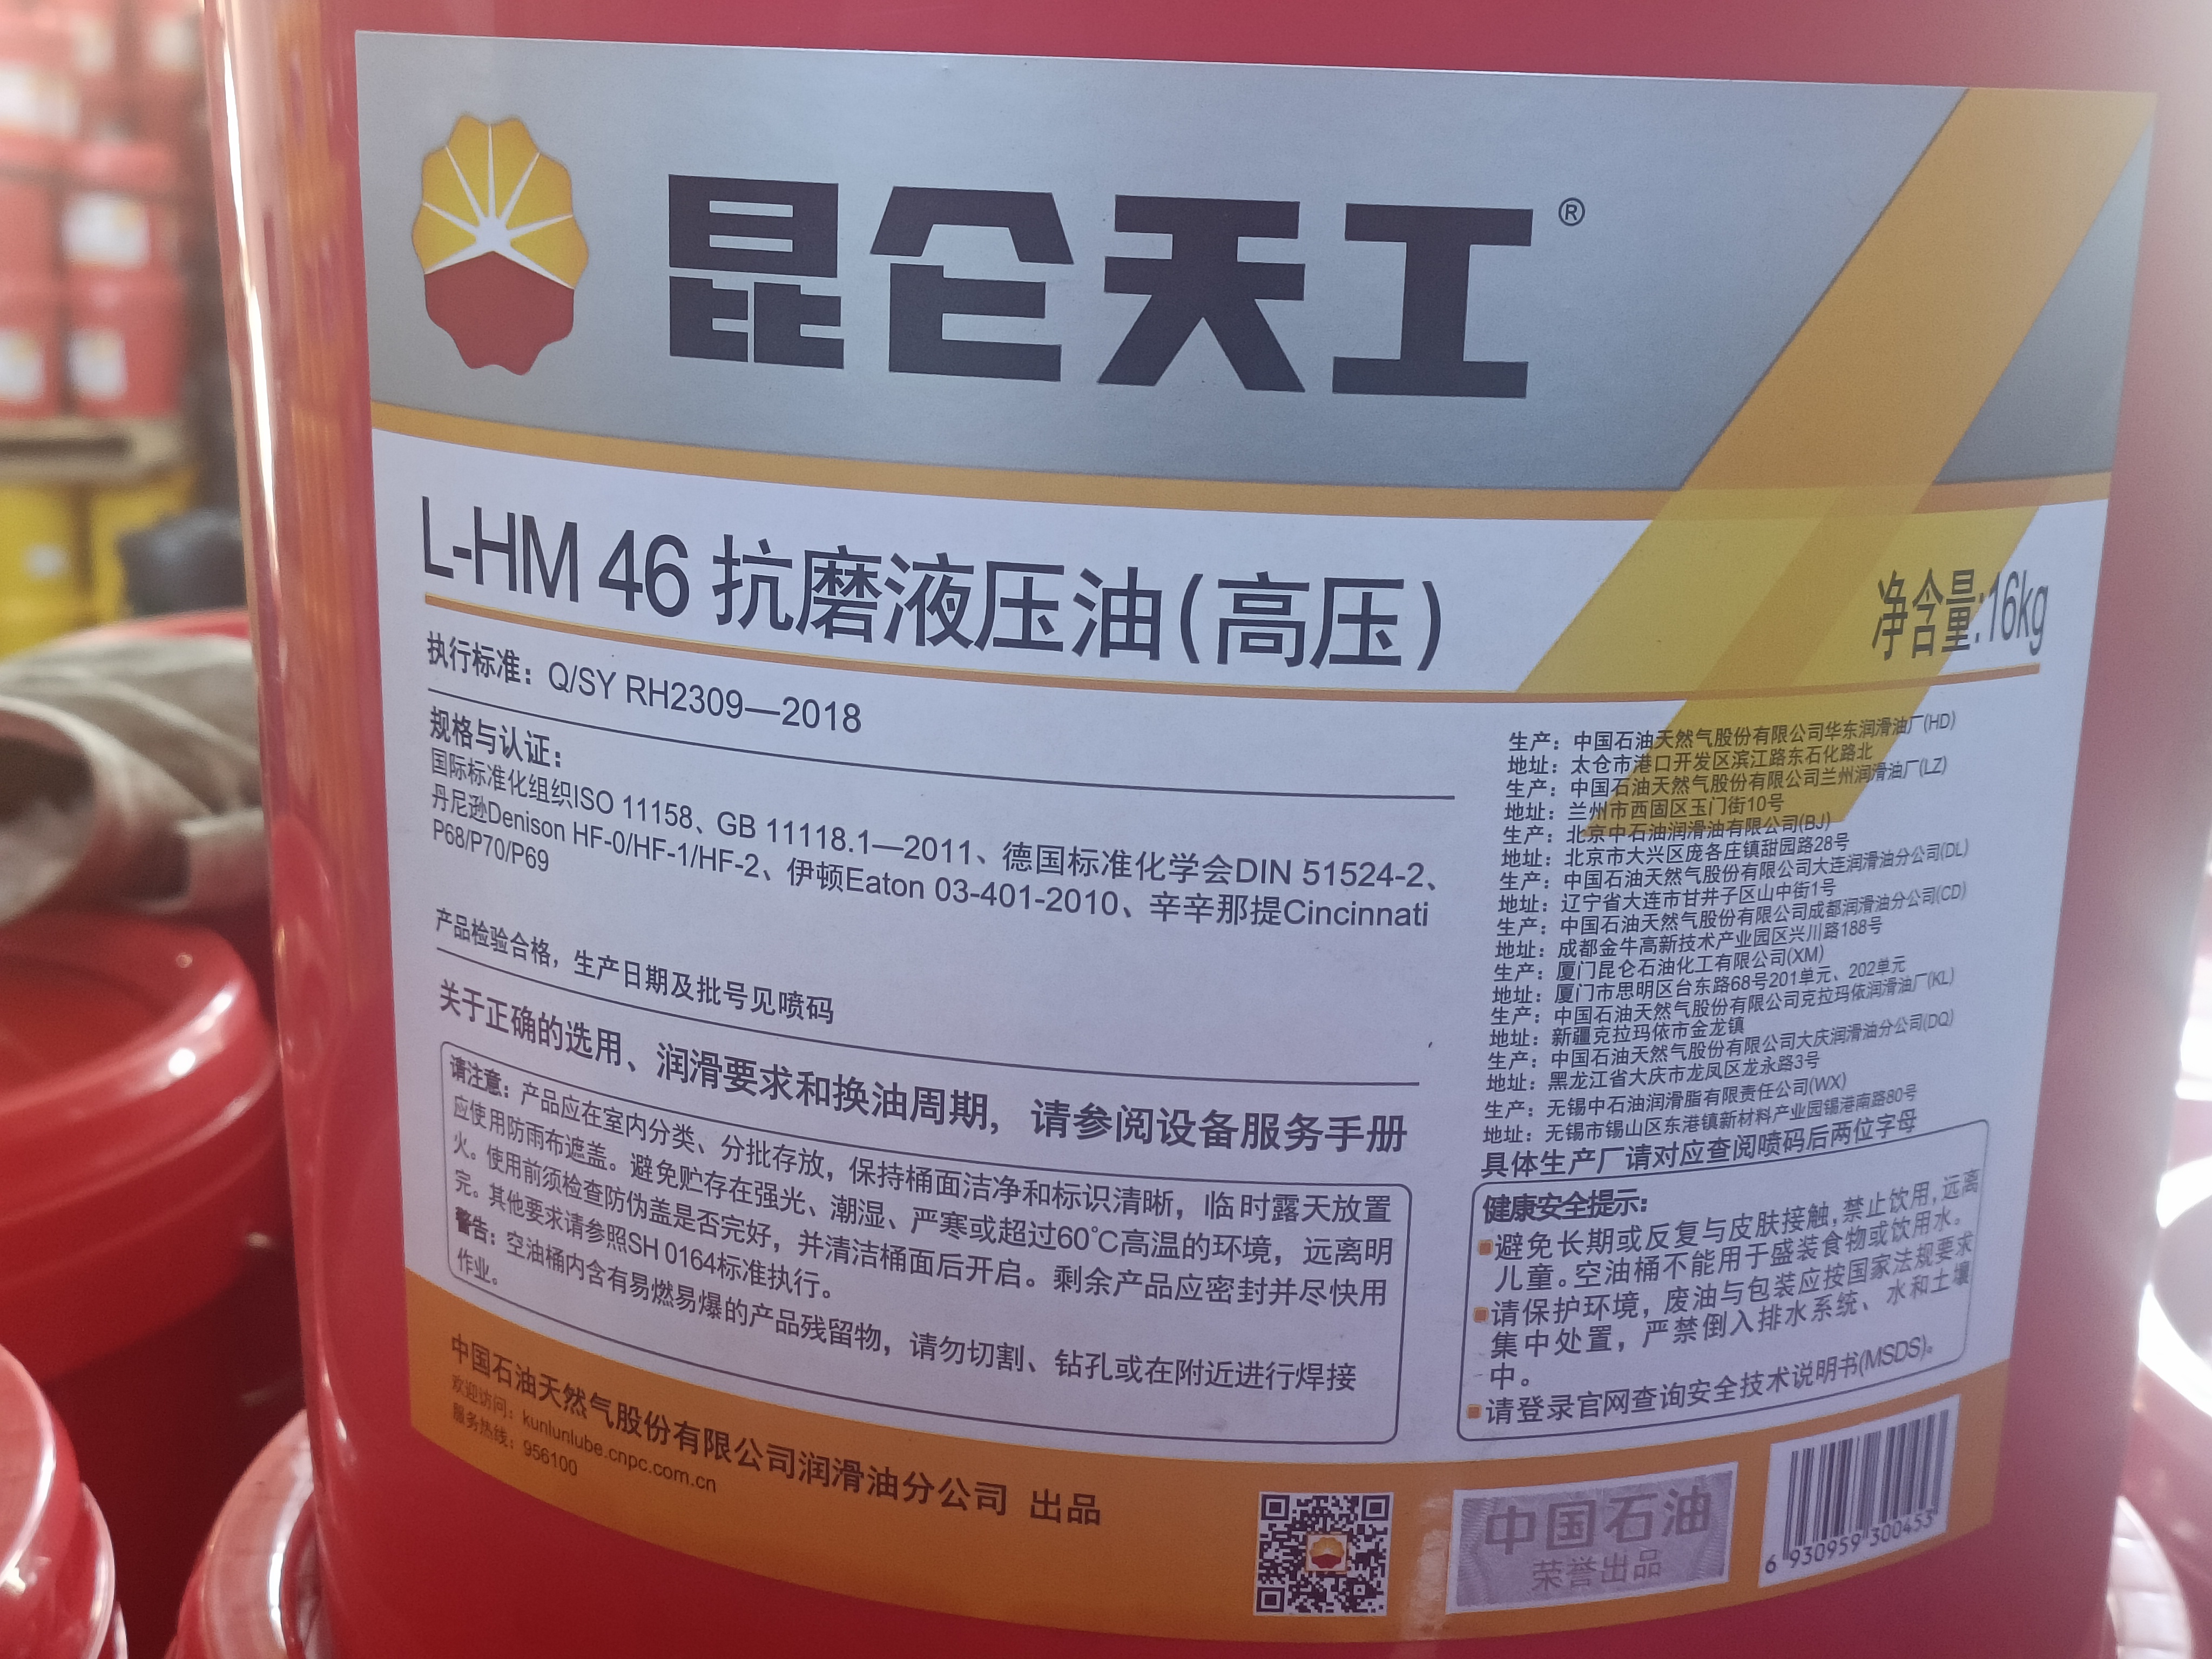 昆仑天工®
L-HM 46 抗磨液压油(高压)
净含量:16kg
执行标准：Q/SY RH2309—2018
规格与认证：
国际标准化组织ISO 11158、GB 11118.1—2011、德国标准化学会DIN 51524-2、
丹尼逊Denison HF-0/HF-1/HF-2、伊顿Eaton 03-401-2010、辛辛那提Cincinnati
P68/P70/P69
产品检验合格，生产日期及批号见喷码
关于正确的选用、润滑要求和换油周期，请参阅设备服务手册
请注意：产品应在室内分类、分批存放，保持桶面洁净和标识清晰，临时露天放置
应使用防雨布遮盖。避免贮存在强光、潮湿、严寒或超过60°C高温的环境，远离明
火。使用前须检查防伪盖是否完好，并清洁桶面后开启。剩余产品应密封并尽快用
完。其他要求请参照SH 0164标准执行。
警告：空油桶内含有易燃易爆的产品残留物，请勿切割、钻孔或在附近进行焊接
作业。
生产：中国石油天然气股份有限公司华东润滑油厂(HD)
地址：太仓市港口开发区滨江路东石化路北
生产：中国石油天然气股份有限公司兰州润滑油厂(LZ)
地址：兰州市西固区玉门街10号
生产：北京中石油润滑油有限公司(BJ)
地址：北京市大兴区庞各庄镇甜园路28号
生产：中国石油天然气股份有限公司大连润滑油分公司(DL)
地址：辽宁省大连市甘井子区山中街1号
生产：中国石油天然气股份有限公司成都润滑油分公司(CD)
地址：成都金牛高新技术产业园区兴川路188号
生产：厦门昆仑石油化工有限公司(XM)
地址：厦门市思明区台东路68号201单元、202单元
生产：中国石油天然气股份有限公司克拉玛依润滑油厂(KL)
地址：新疆克拉玛依市金龙镇
生产：中国石油天然气股份有限公司大庆润滑油分公司(DQ)
地址：黑龙江省大庆市龙凤区龙永路3号
生产：无锡中石油润滑脂有限责任公司(WX)
地址：无锡市锡山区东港镇新材料产业园锡港南路80号
具体生产厂请对应查阅喷码后两位字母
健康安全提示：
避免长期或反复与皮肤接触，禁止饮用，远离
儿童。空油桶不能用于盛装食物或饮用水。
请保护环境，废油与包装应按国家法规要求
集中处置，严禁倒入排水系统、水和土壤
中。
请登录官网查询安全技术说明书(MSDS)。
中国石油天然气股份有限公司润滑油分公司 出品
欢迎访问：kunlunlube.cnpc.com.cn
服务热线：956100
中国石油
荣誉出品
6 930959 300453